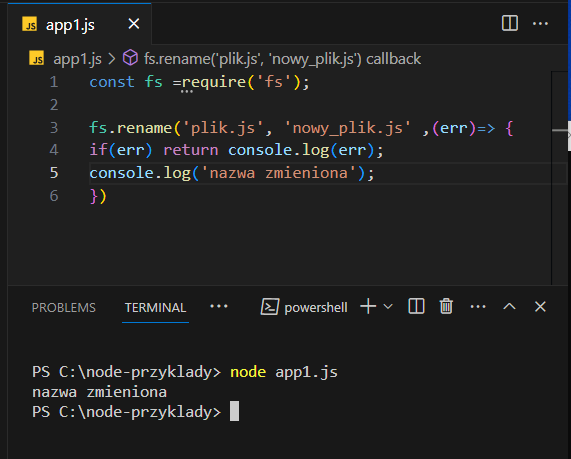 JS app1.js
JS app1.js > fs.rename('plik.js', 'nowy_plik.js') callback
1 const fs =require('fs');
2
3 fs.rename('plik.js', 'nowy_plik.js' ,(err)=> {
4 if(err) return console.log(err);
5 console.log('nazwa zmieniona');
6 })
PROBLEMS TERMINAL ··· powershell
PS C:\node-przyklady> node app1.js
nazwa zmieniona
PS C:\node-przyklady>